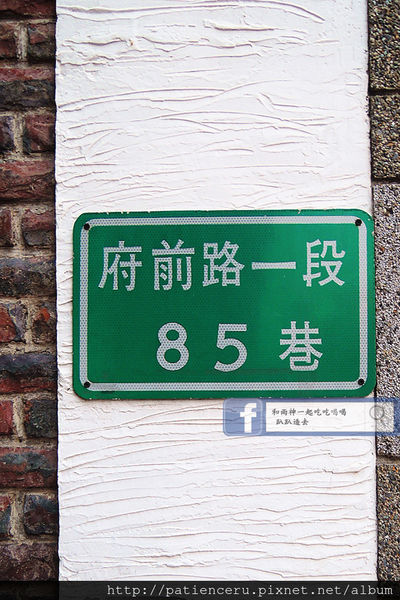 府前路一段
85巷
和雨神一起吃吃喝喝
趴趴造去
http://patienceru.pixnet.net/album